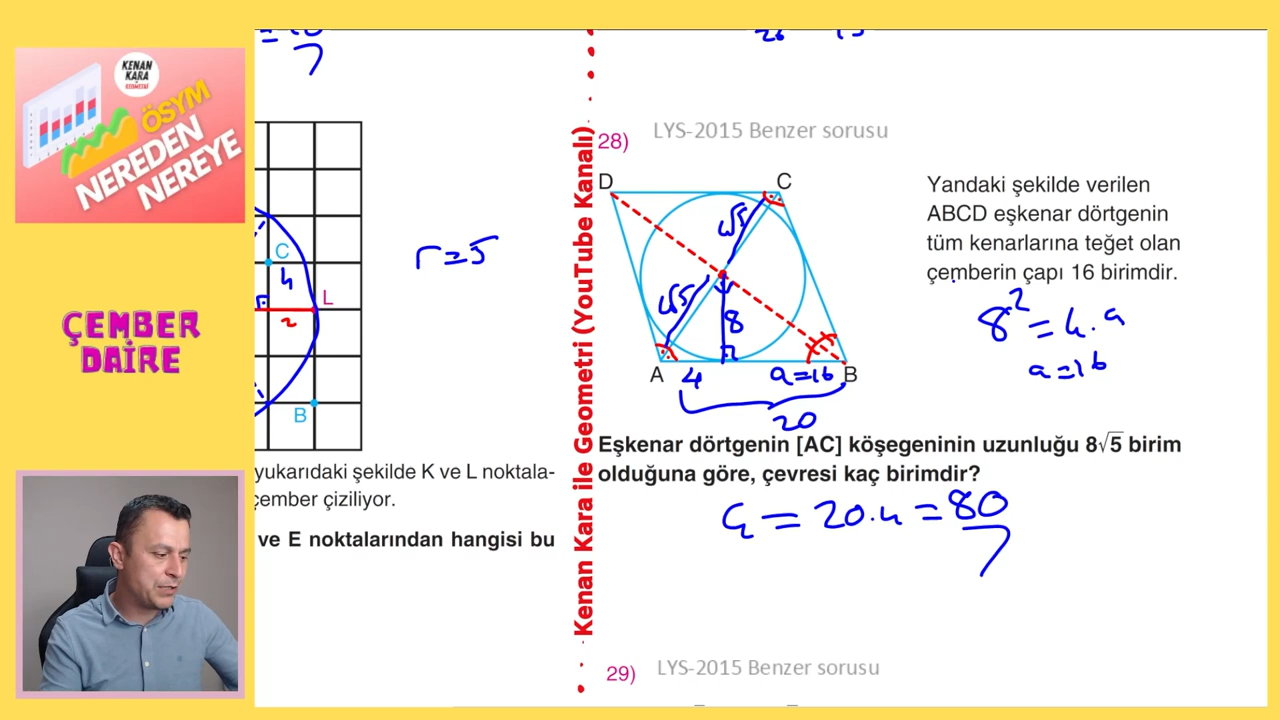 KENAN
KARA
GEOMETRİ
ÖSYM
NEREDEN
NEREYE
ÇEMBER
DAİRE
7
C
4
L
2
B
r=5
yukarıdaki şekilde K ve L noktala-
çember çiziliyor.
ve E noktalarından hangisi bu
Kenan Kara ile Geometri (YouTube Kanalı)
28)
LYS-2015 Benzer sorusu
D
C
4√5
4√5
8
A
4
a=16
B
20
Yandaki şekilde verilen
ABCD eşkenar dörtgenin
tüm kenarlarına teğet olan
çemberin çapı 16 birimdir.
8² = 4.a
a=16
Eşkenar dörtgenin [AC] köşegeninin uzunluğu 8√5 birim
olduğuna göre, çevresi kaç birimdir?
Ç = 20.4 = 80
29)
LYS-2015 Benzer sorusu